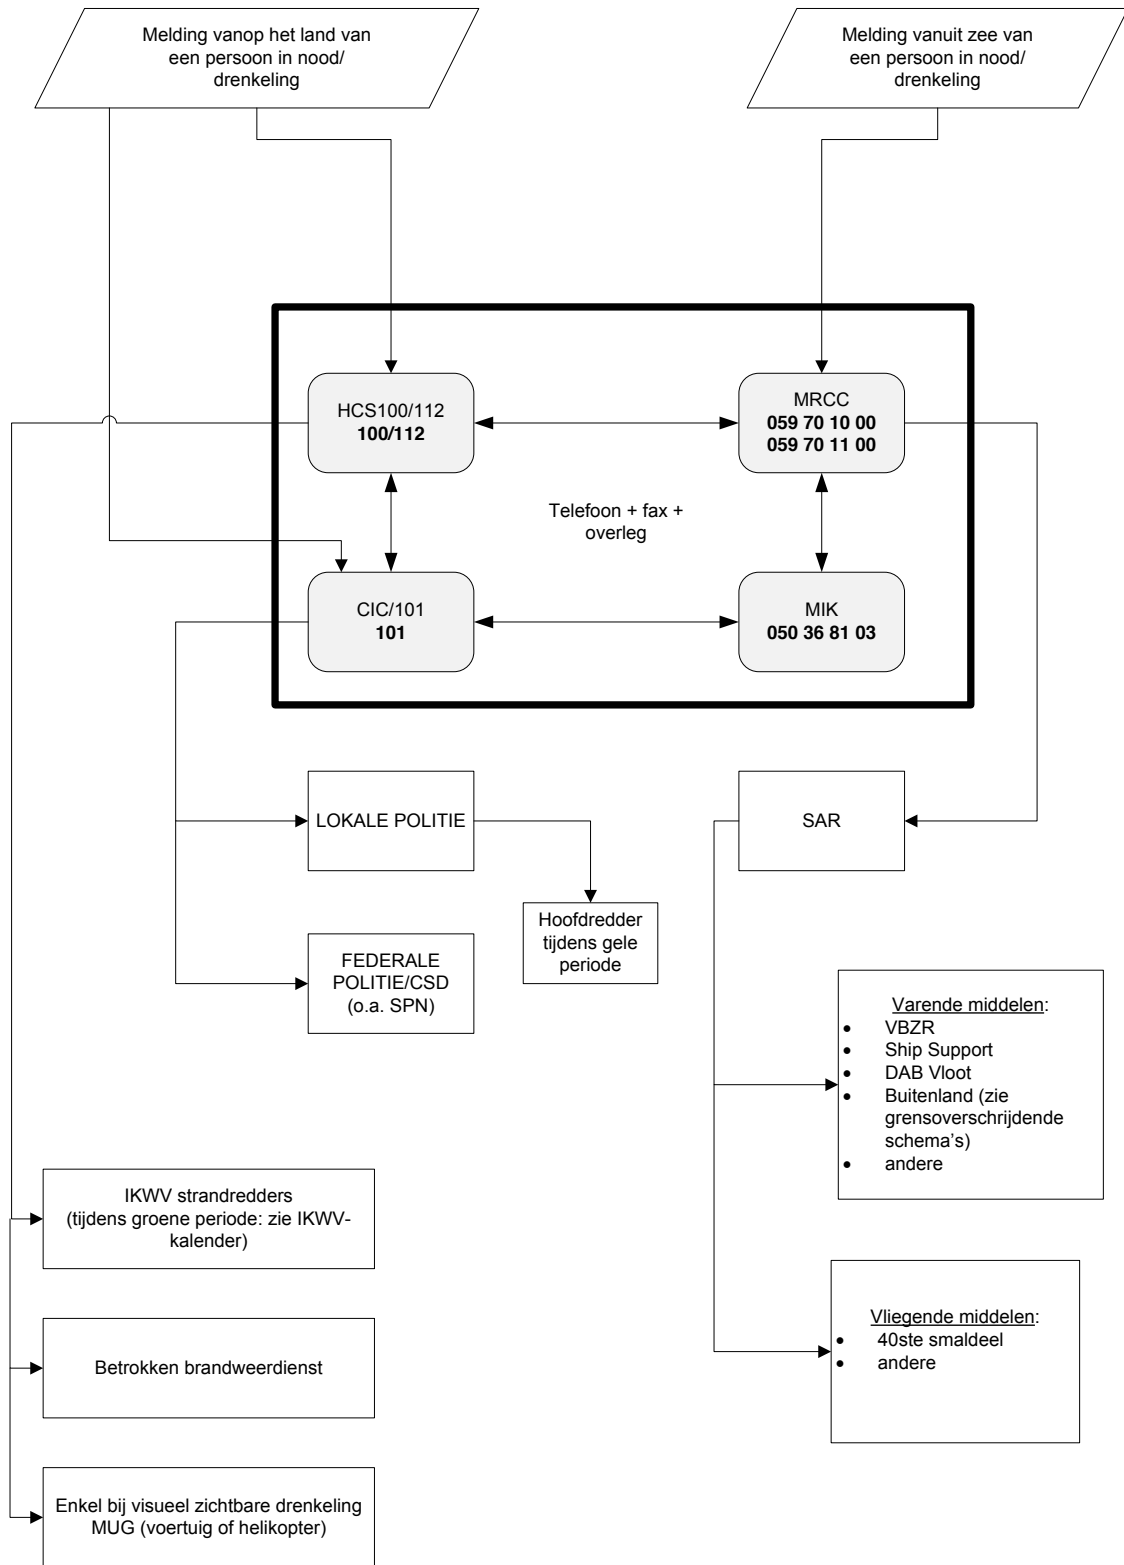 Melding vanop het land van
een persoon in nood/
drenkeling
Melding vanuit zee van
een persoon in nood/
drenkeling
HCS100/112
100/112
MRCC
059 70 10 00
059 70 11 00
Telefoon + fax +
overleg
CIC/101
101
MIK
050 36 81 03
LOKALE POLITIE
SAR
Hoofdredder
tijdens gele
periode
FEDERALE
POLITIE/CSD
(o.a. SPN)
Varende middelen:
• VBZR
• Ship Support
• DAB Vloot
• Buitenland (zie
grensoverschrijdende
schema's)
• andere
IKWV strandredders
(tijdens groene periode: zie IKWV-
kalender)
Vliegende middelen:
• 40ste smaldeel
• andere
Betrokken brandweerdienst
Enkel bij visueel zichtbare drenkeling
MUG (voertuig of helikopter)